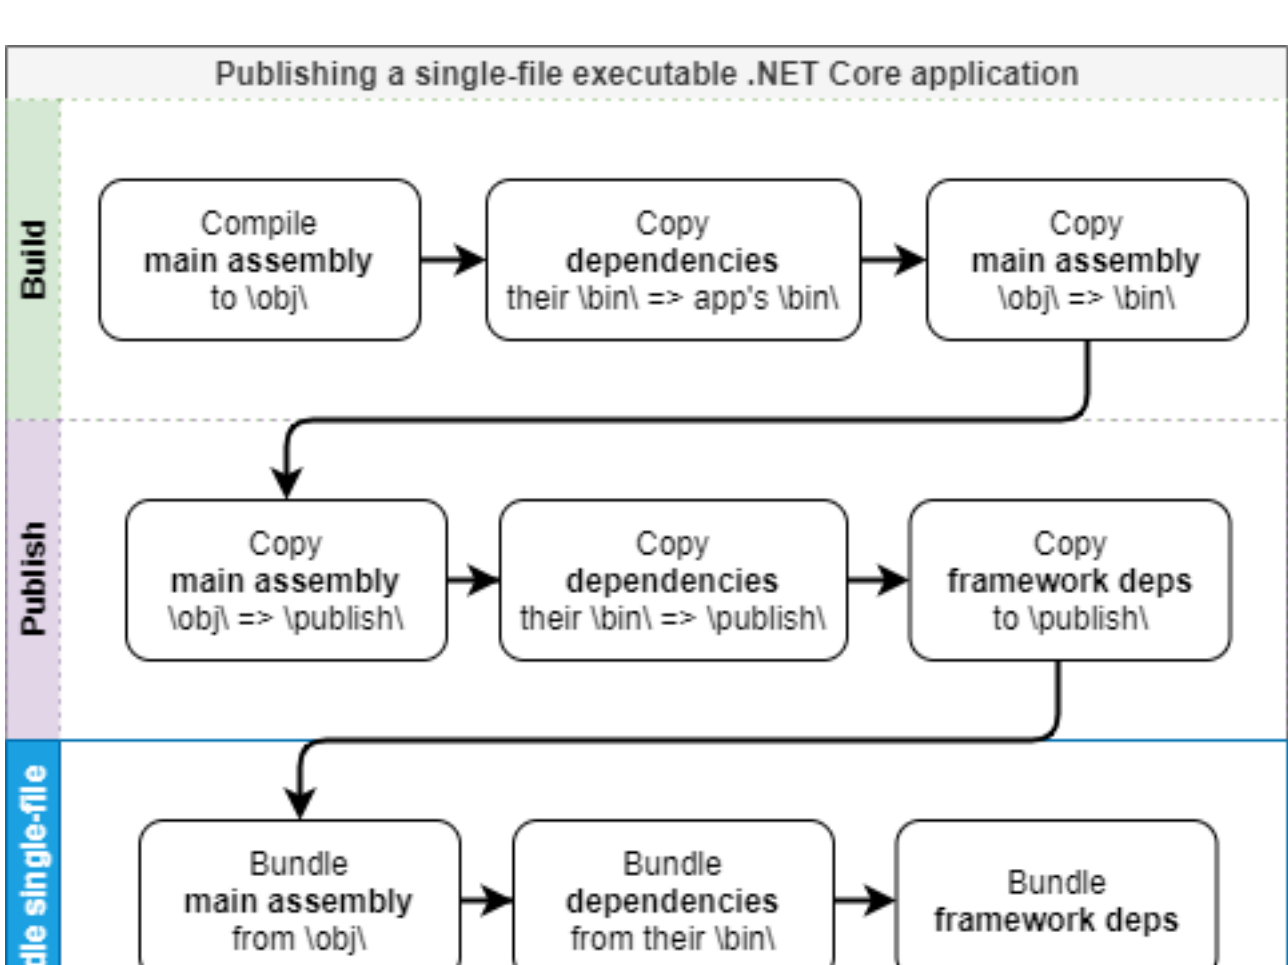 Publishing a single-file executable .NET Core application
Build
Compile
main assembly
to \obj\
Copy
dependencies
their \bin\ => app's \bin\
Copy
main assembly
\obj\ => \bin\
Publish
Copy
main assembly
\obj\ => \publish\
Copy
dependencies
their \bin\ => \publish\
Copy
framework deps
to \publish\
single-file
Bundle
main assembly
from \obj\
Bundle
dependencies
from their \bin\
Bundle
framework deps